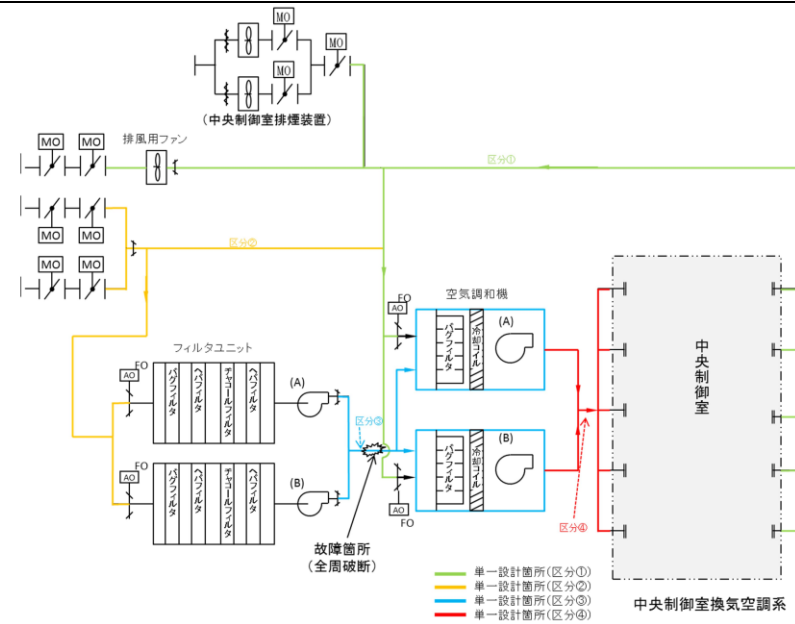 MO
MO
MO
(中央制御室排煙装置)
排風用ファン
MO
MO
区分①
MO
MO
区分②
MO
MO
空気調和機
FO
AO
バグフィルタ
冷却コイル
(A)
フィルタユニット
FO
AO
バグフィルタ
ヘパフィルタ
チャコールフィルタ
ヘパフィルタ
(A)
区分③
中央制御室
バグフィルタ
冷却コイル
(B)
FO
AO
バグフィルタ
ヘパフィルタ
チャコールフィルタ
ヘパフィルタ
(B)
AO
FO
区分④
故障箇所
(全周破断)
単一設計箇所(区分①)
単一設計箇所(区分②)
単一設計箇所(区分③)
単一設計箇所(区分④)
中央制御室換気空調系